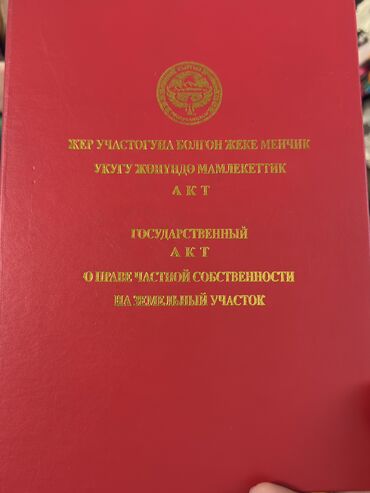 ЖЕР УЧАСТОГУНА БОЛГОН ЖЕКЕ МЕНЧИК
УКУГУ ЖӨНҮНДӨ МАМЛЕКЕТТИК
А К Т
ГОСУДАРСТВЕННЫЙ
А К Т
О ПРАВЕ ЧАСТНОЙ СОБСТВЕННОСТИ
НА ЗЕМЕЛЬНЫЙ УЧАСТОК